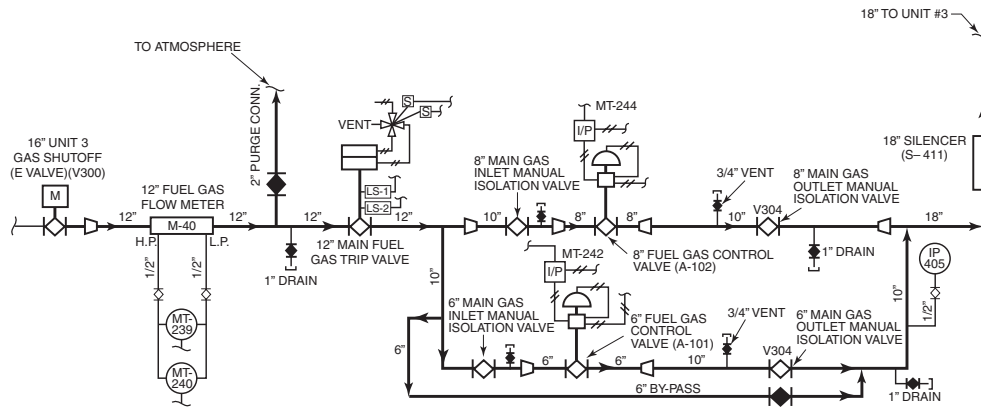 18" TO UNIT #3
TO ATMOSPHERE
2" PURGE CONN.
VENT
S
S
MT-244
I/P
16" UNIT 3
GAS SHUTOFF
(E VALVE)(V300)
M
12" FUEL GAS
FLOW METER
M-40
H.P.
L.P.
12"
12"
12"
12"
LS-1
LS-2
12" MAIN FUEL
GAS TRIP VALVE
1" DRAIN
8" MAIN GAS
INLET MANUAL
ISOLATION VALVE
10"
8"
8"
8" FUEL GAS CONTROL
VALVE (A-102)
3/4" VENT
10"
V304
8" MAIN GAS
OUTLET MANUAL
ISOLATION VALVE
1" DRAIN
18" SILENCER
(S-411)
18"
1/2"
1/2"
MT-
239
MT-
240
10"
6"
MT-242
I/P
6" MAIN GAS
INLET MANUAL
ISOLATION VALVE
6"
6"
6" FUEL GAS
CONTROL
VALVE (A-101)
3/4" VENT
10"
V304
6" MAIN GAS
OUTLET MANUAL
ISOLATION VALVE
10"
IP
405
1/2"
1" DRAIN
6" BY-PASS